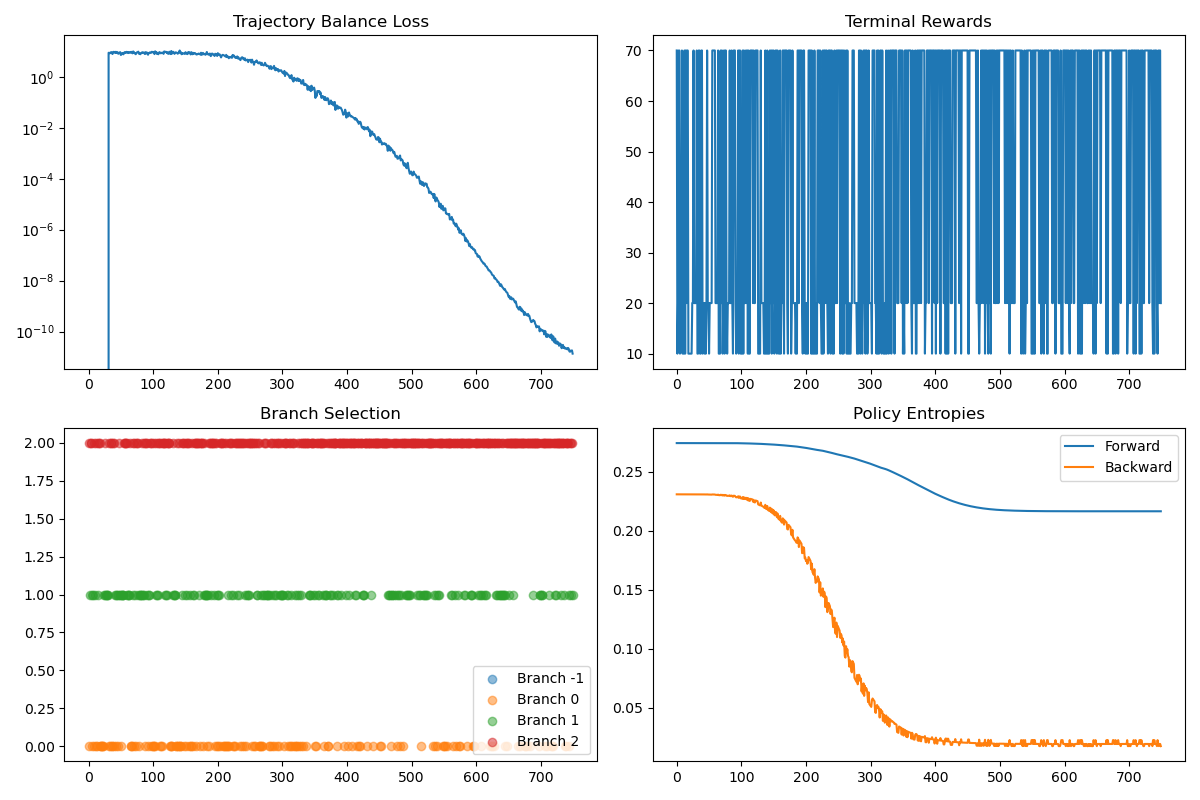 Trajectory Balance Loss
10^0
10^-2
10^-4
10^-6
10^-8
10^-10
0 100 200 300 400 500 600 700
Terminal Rewards
70
60
50
40
30
20
10
0 100 200 300 400 500 600 700
Branch Selection
2.00
1.75
1.50
1.25
1.00
0.75
0.50
0.25
0.00
Branch -1
Branch 0
Branch 1
Branch 2
0 100 200 300 400 500 600 700
Policy Entropies
0.25
0.20
0.15
0.10
0.05
Forward
Backward
0 100 200 300 400 500 600 700